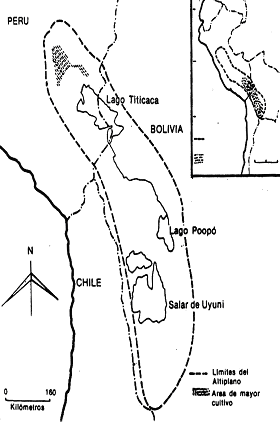 PERU
Lago Titicaca
BOLIVIA
Lago Poopó
N
CHILE
Salar de Uyuni
0 160
Kilómetros
Límites del
Altiplano
Area de mayor
cultivo